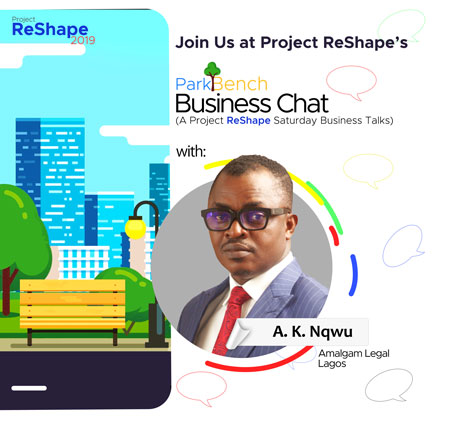 Project
ReShape
2019
Join Us at Project ReShape's
ParkBench
Business Chat
(A Project ReShape Saturday Business Talks)
with:
A. K. Nqwu
Amalgam Legal
Lagos